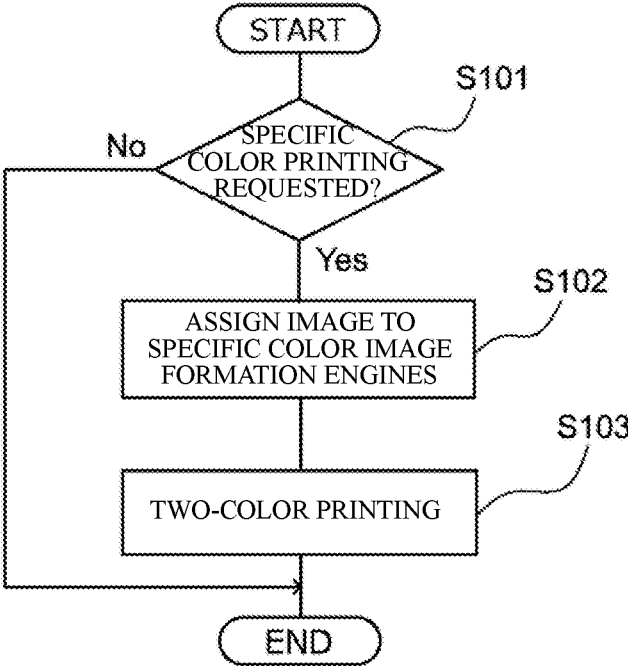 START
S101
SPECIFIC
COLOR PRINTING
REQUESTED?
No
Yes
S102
ASSIGN IMAGE TO
SPECIFIC COLOR IMAGE
FORMATION ENGINES
S103
TWO-COLOR PRINTING
END